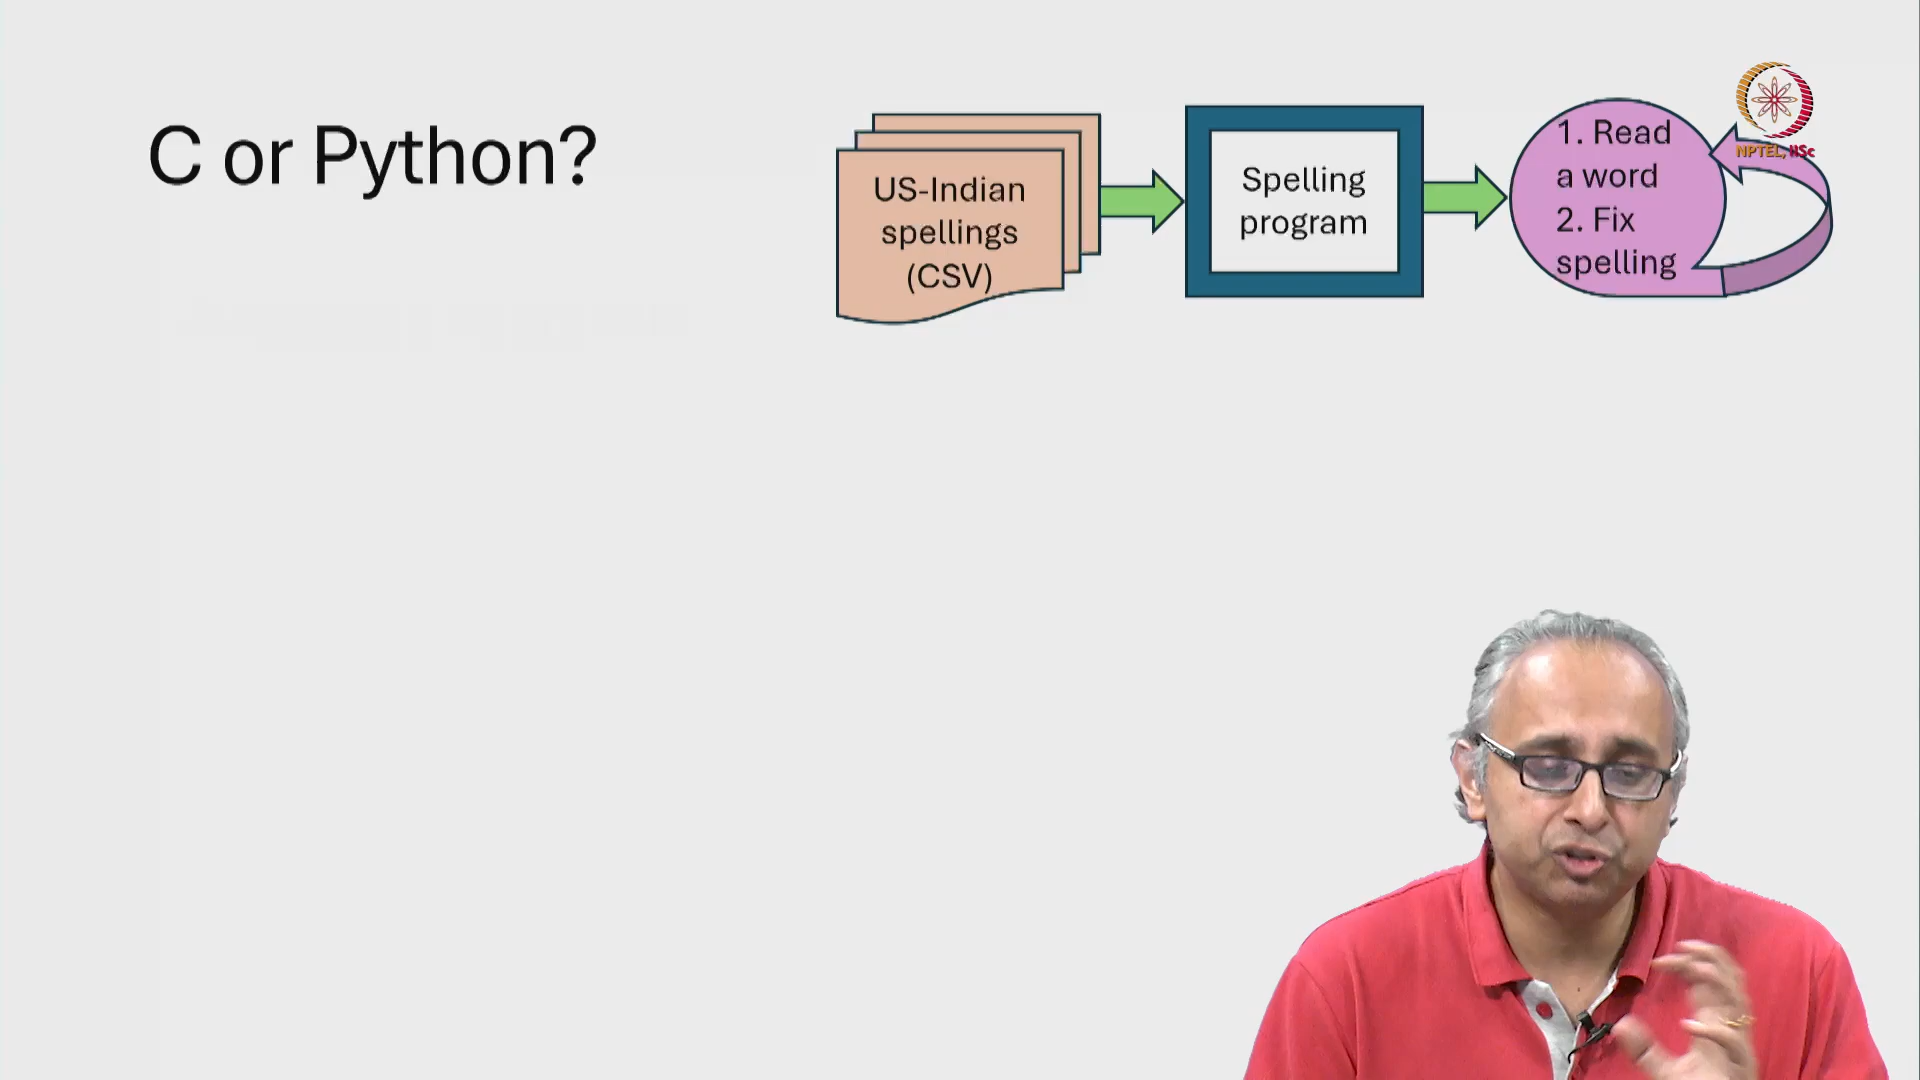 C or Python?
US-Indian
spellings
(CSV)
Spelling
program
1. Read
a word
2. Fix
spelling
NPTEL, IISc